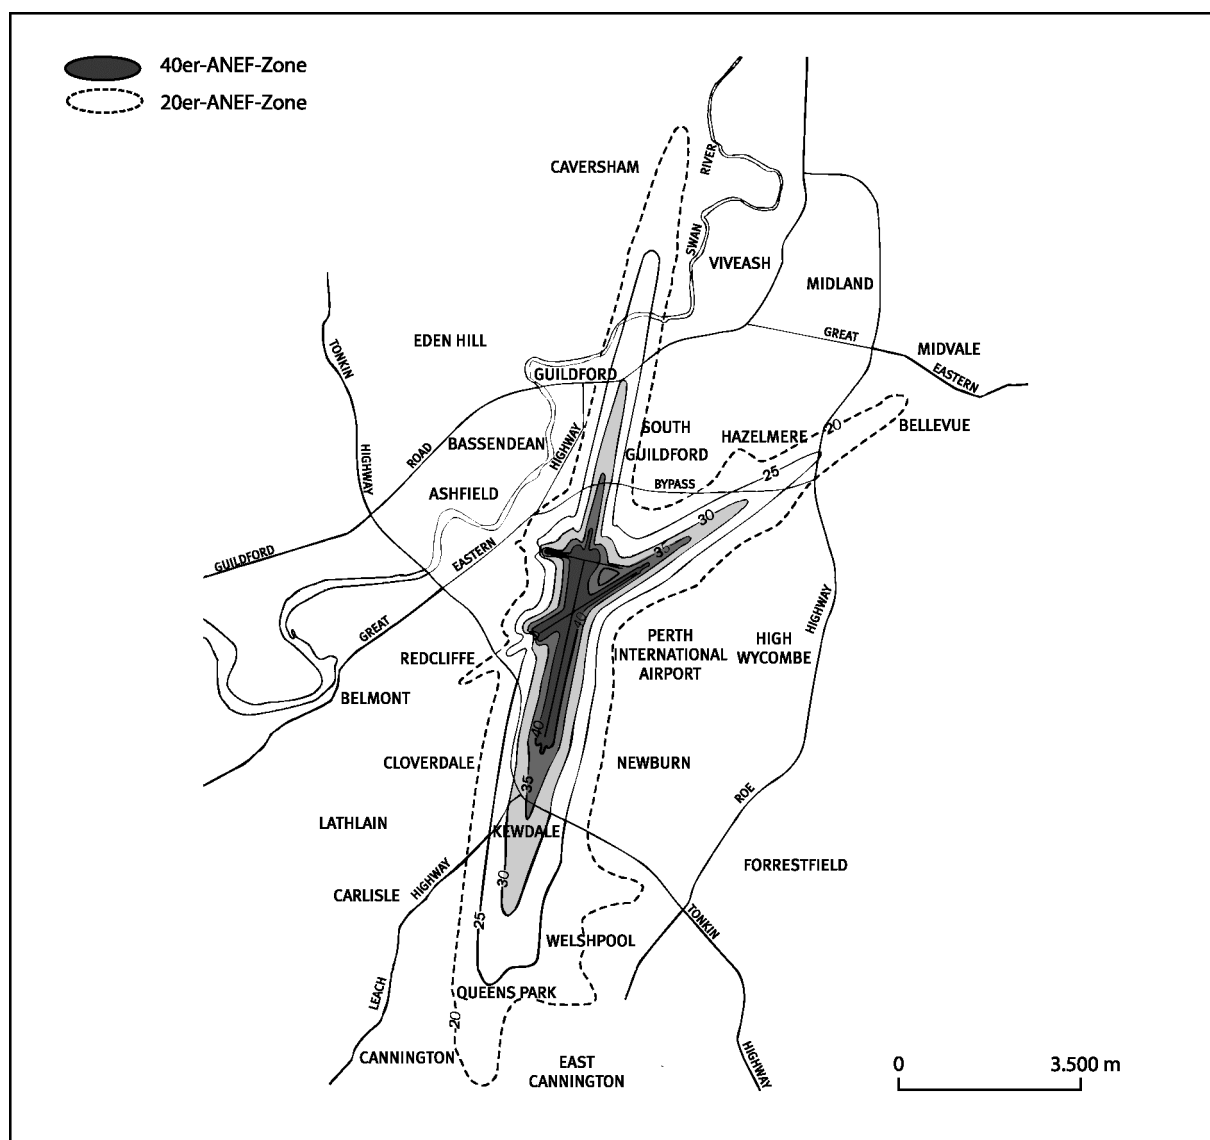 40er-ANEF-Zone
20er-ANEF-Zone
CAVERSHAM
RIVER
SWAN
VIVEASH
MIDLAND
EDEN HILL
TONKIN
GREAT
MIDVALE
EASTERN
GUILDFORD
BASSENDEAN
ROAD
HIGHWAY
HIGHWAY
SOUTH
GUILDFORD
HAZELMERE
20
BELLEVUE
25
BYPASS
ASHFIELD
30
35
GUILDFORD
EASTERN
GREAT
40
HIGHWAY
REDCLIFFE
PERTH
INTERNATIONAL
AIRPORT
HIGH
WYCOMBE
BELMONT
40
CLOVERDALE
NEWBURN
35
ROE
LATHLAIN
KEWDALE
FORRESTFIELD
HIGHWAY
30
CARLISLE
25
TONKIN
WELSHPOOL
LEACH
QUEENS PARK
20
CANNINGTON
EAST
CANNINGTON
HIGHWAY
0
3.500 m